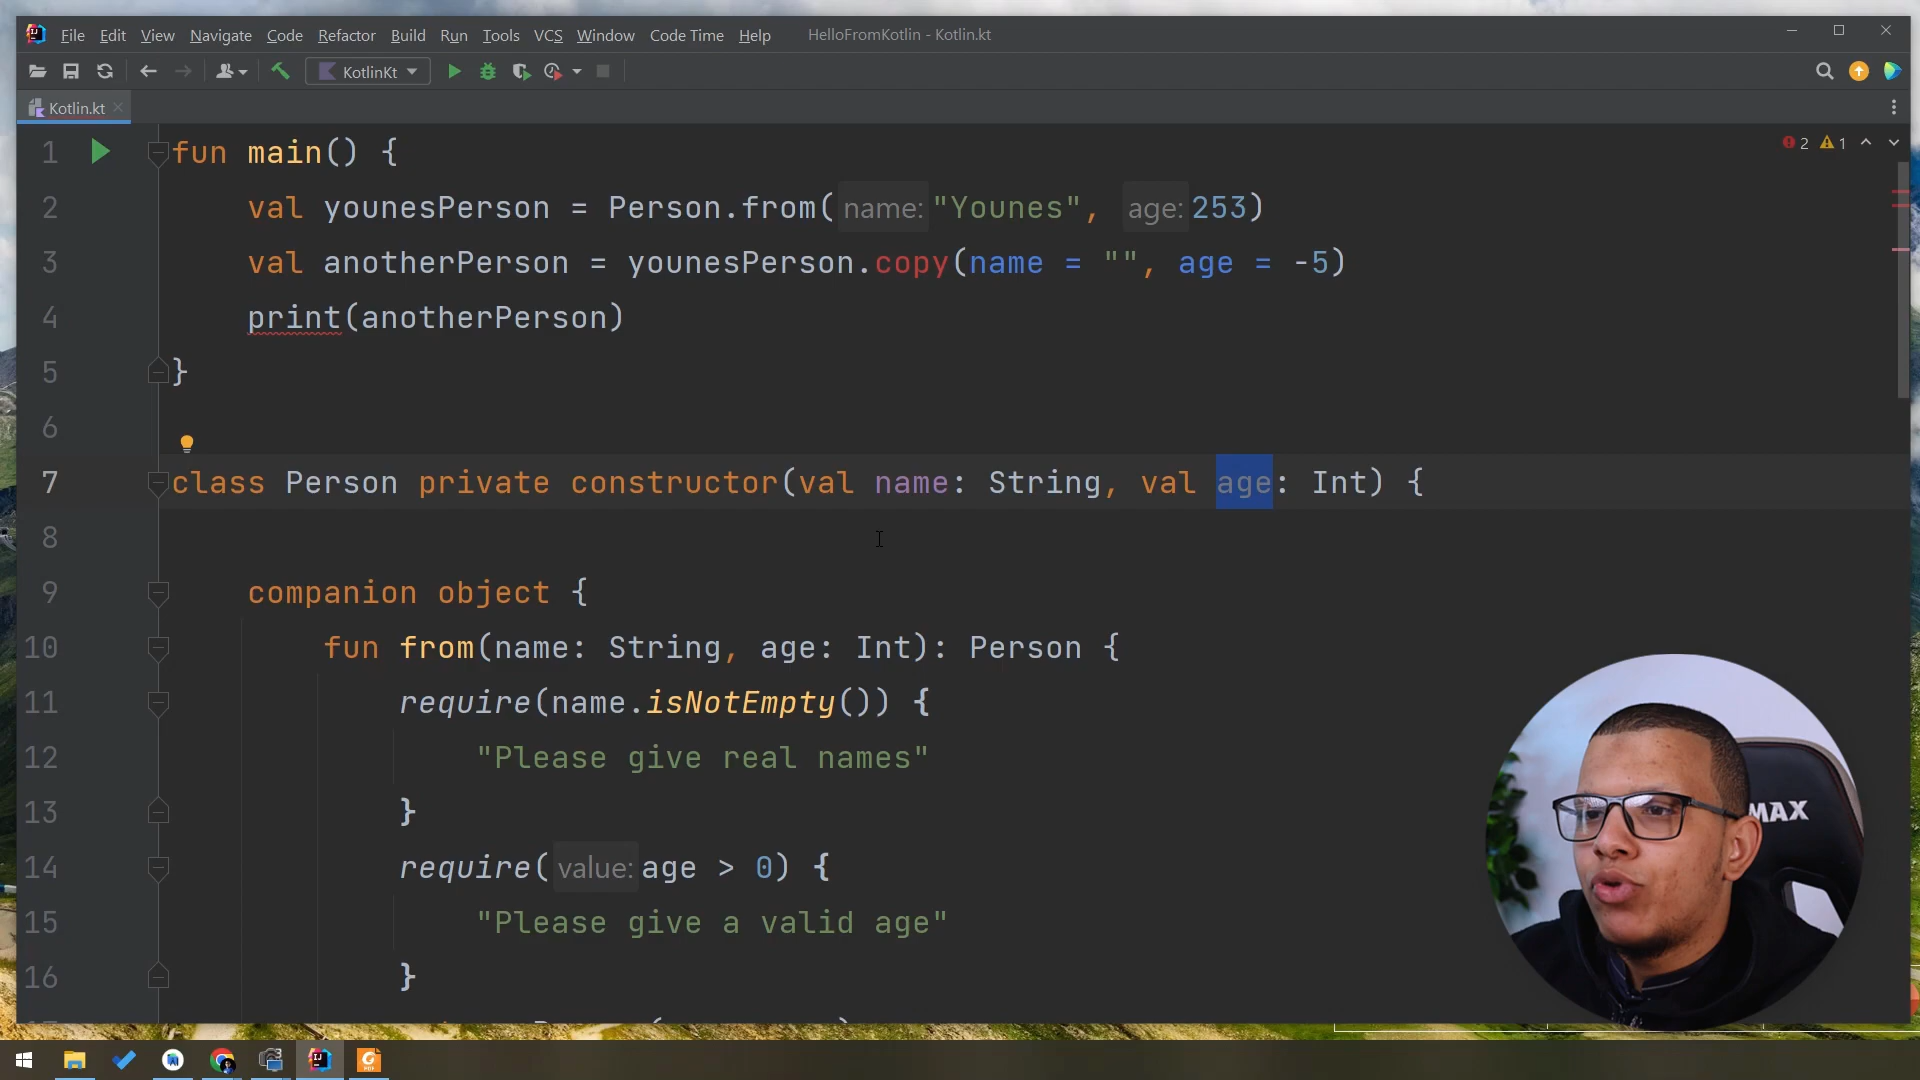 File Edit View Navigate Code Refactor Build Run Tools VCS Window Code Time Help HelloFromKotlin - Kotlin.kt
KotlinKt
Kotlin.kt
1 fun main() { 2 1
2 val younesPerson = Person.from( name: "Younes", age: 253)
3 val anotherPerson = younesPerson.copy(name = "", age = -5)
4 print(anotherPerson)
5 }
6
7 class Person private constructor(val name: String, val age: Int) {
8
9 companion object {
10 fun from(name: String, age: Int): Person {
11 require(name.isNotEmpty()) {
12 "Please give real names"
13 }
14 require( value: age > 0) {
15 "Please give a valid age"
16 }
MAX